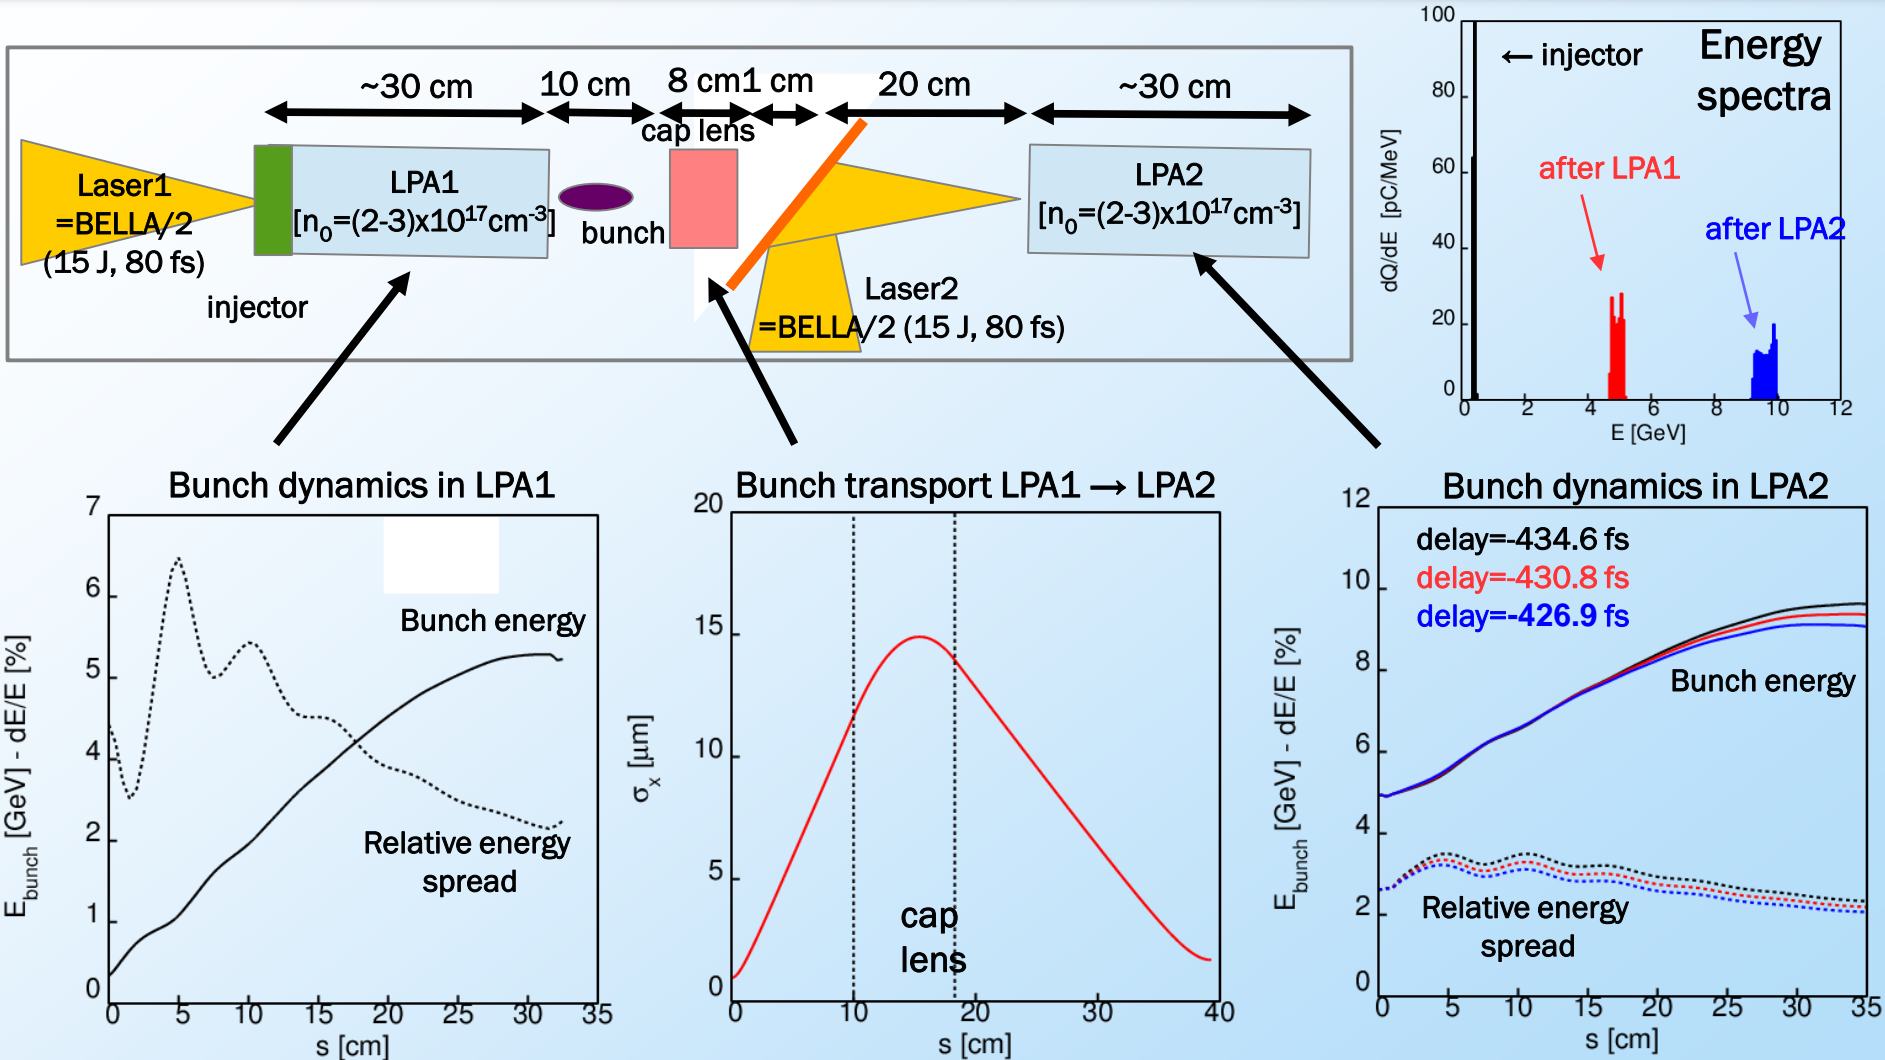 ~30 cm
10 cm
8 cm
1 cm
20 cm
~30 cm
cap lens
Laser1
=BELLA/2
(15 J, 80 fs)
injector
LPA1
[n0=(2-3)x10^17cm^-3]
bunch
Laser2
=BELLA/2 (15 J, 80 fs)
LPA2
[n0=(2-3)x10^17cm^-3]
Energy
spectra
← injector
after LPA1
after LPA2
dQ/dE [pC/MeV]
100
80
60
40
20
0
0 2 4 6 8 10 12
E [GeV]
Bunch dynamics in LPA1
Ebunch [GeV] - dE/E [%]
7
6
5
4
2
1
0
Bunch energy
Relative energy
spread
0 5 10 15 20 25 30 35
s [cm]
Bunch transport LPA1 → LPA2
σx [μm]
20
15
10
5
0
cap
lens
0 10 20 30 40
s [cm]
Bunch dynamics in LPA2
Ebunch [GeV] - dE/E [%]
12
10
8
6
4
2
0
delay=-434.6 fs
delay=-430.8 fs
delay=-426.9 fs
Bunch energy
Relative energy
spread
0 5 10 15 20 25 30 35
s [cm]